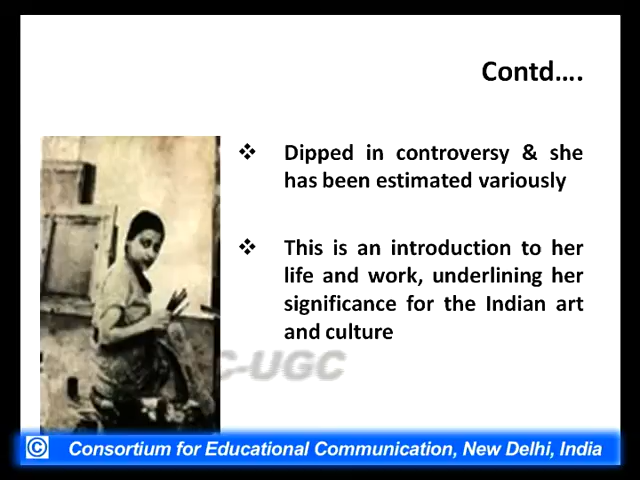 Contd....
Dipped in controversy & she
has been estimated variously
This is an introduction to her
life and work, underlining her
significance for the Indian art
and culture
C-UGC
© Consortium for Educational Communication, New Delhi, India